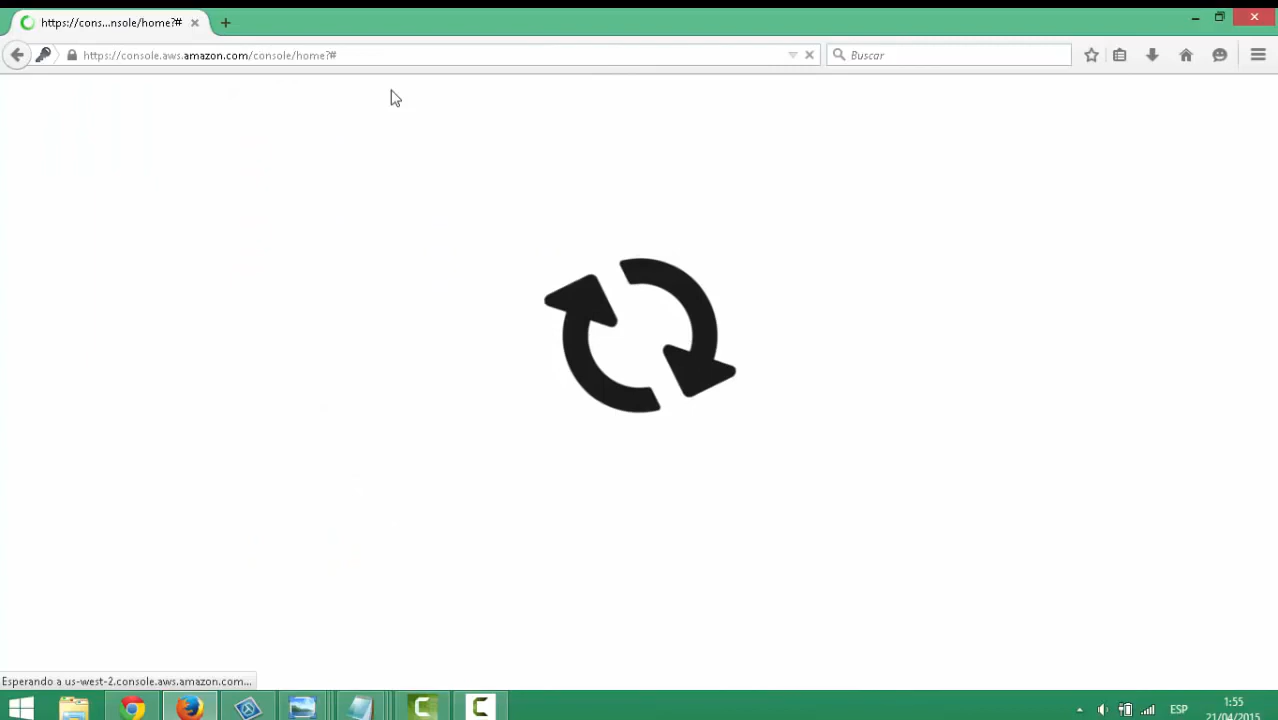 https://cons...nsole/home?#
https://console.aws.amazon.com/console/home?#
Buscar
Esperando a us-west-2.console.aws.amazon.com...
ESP
1:55
21/04/2015